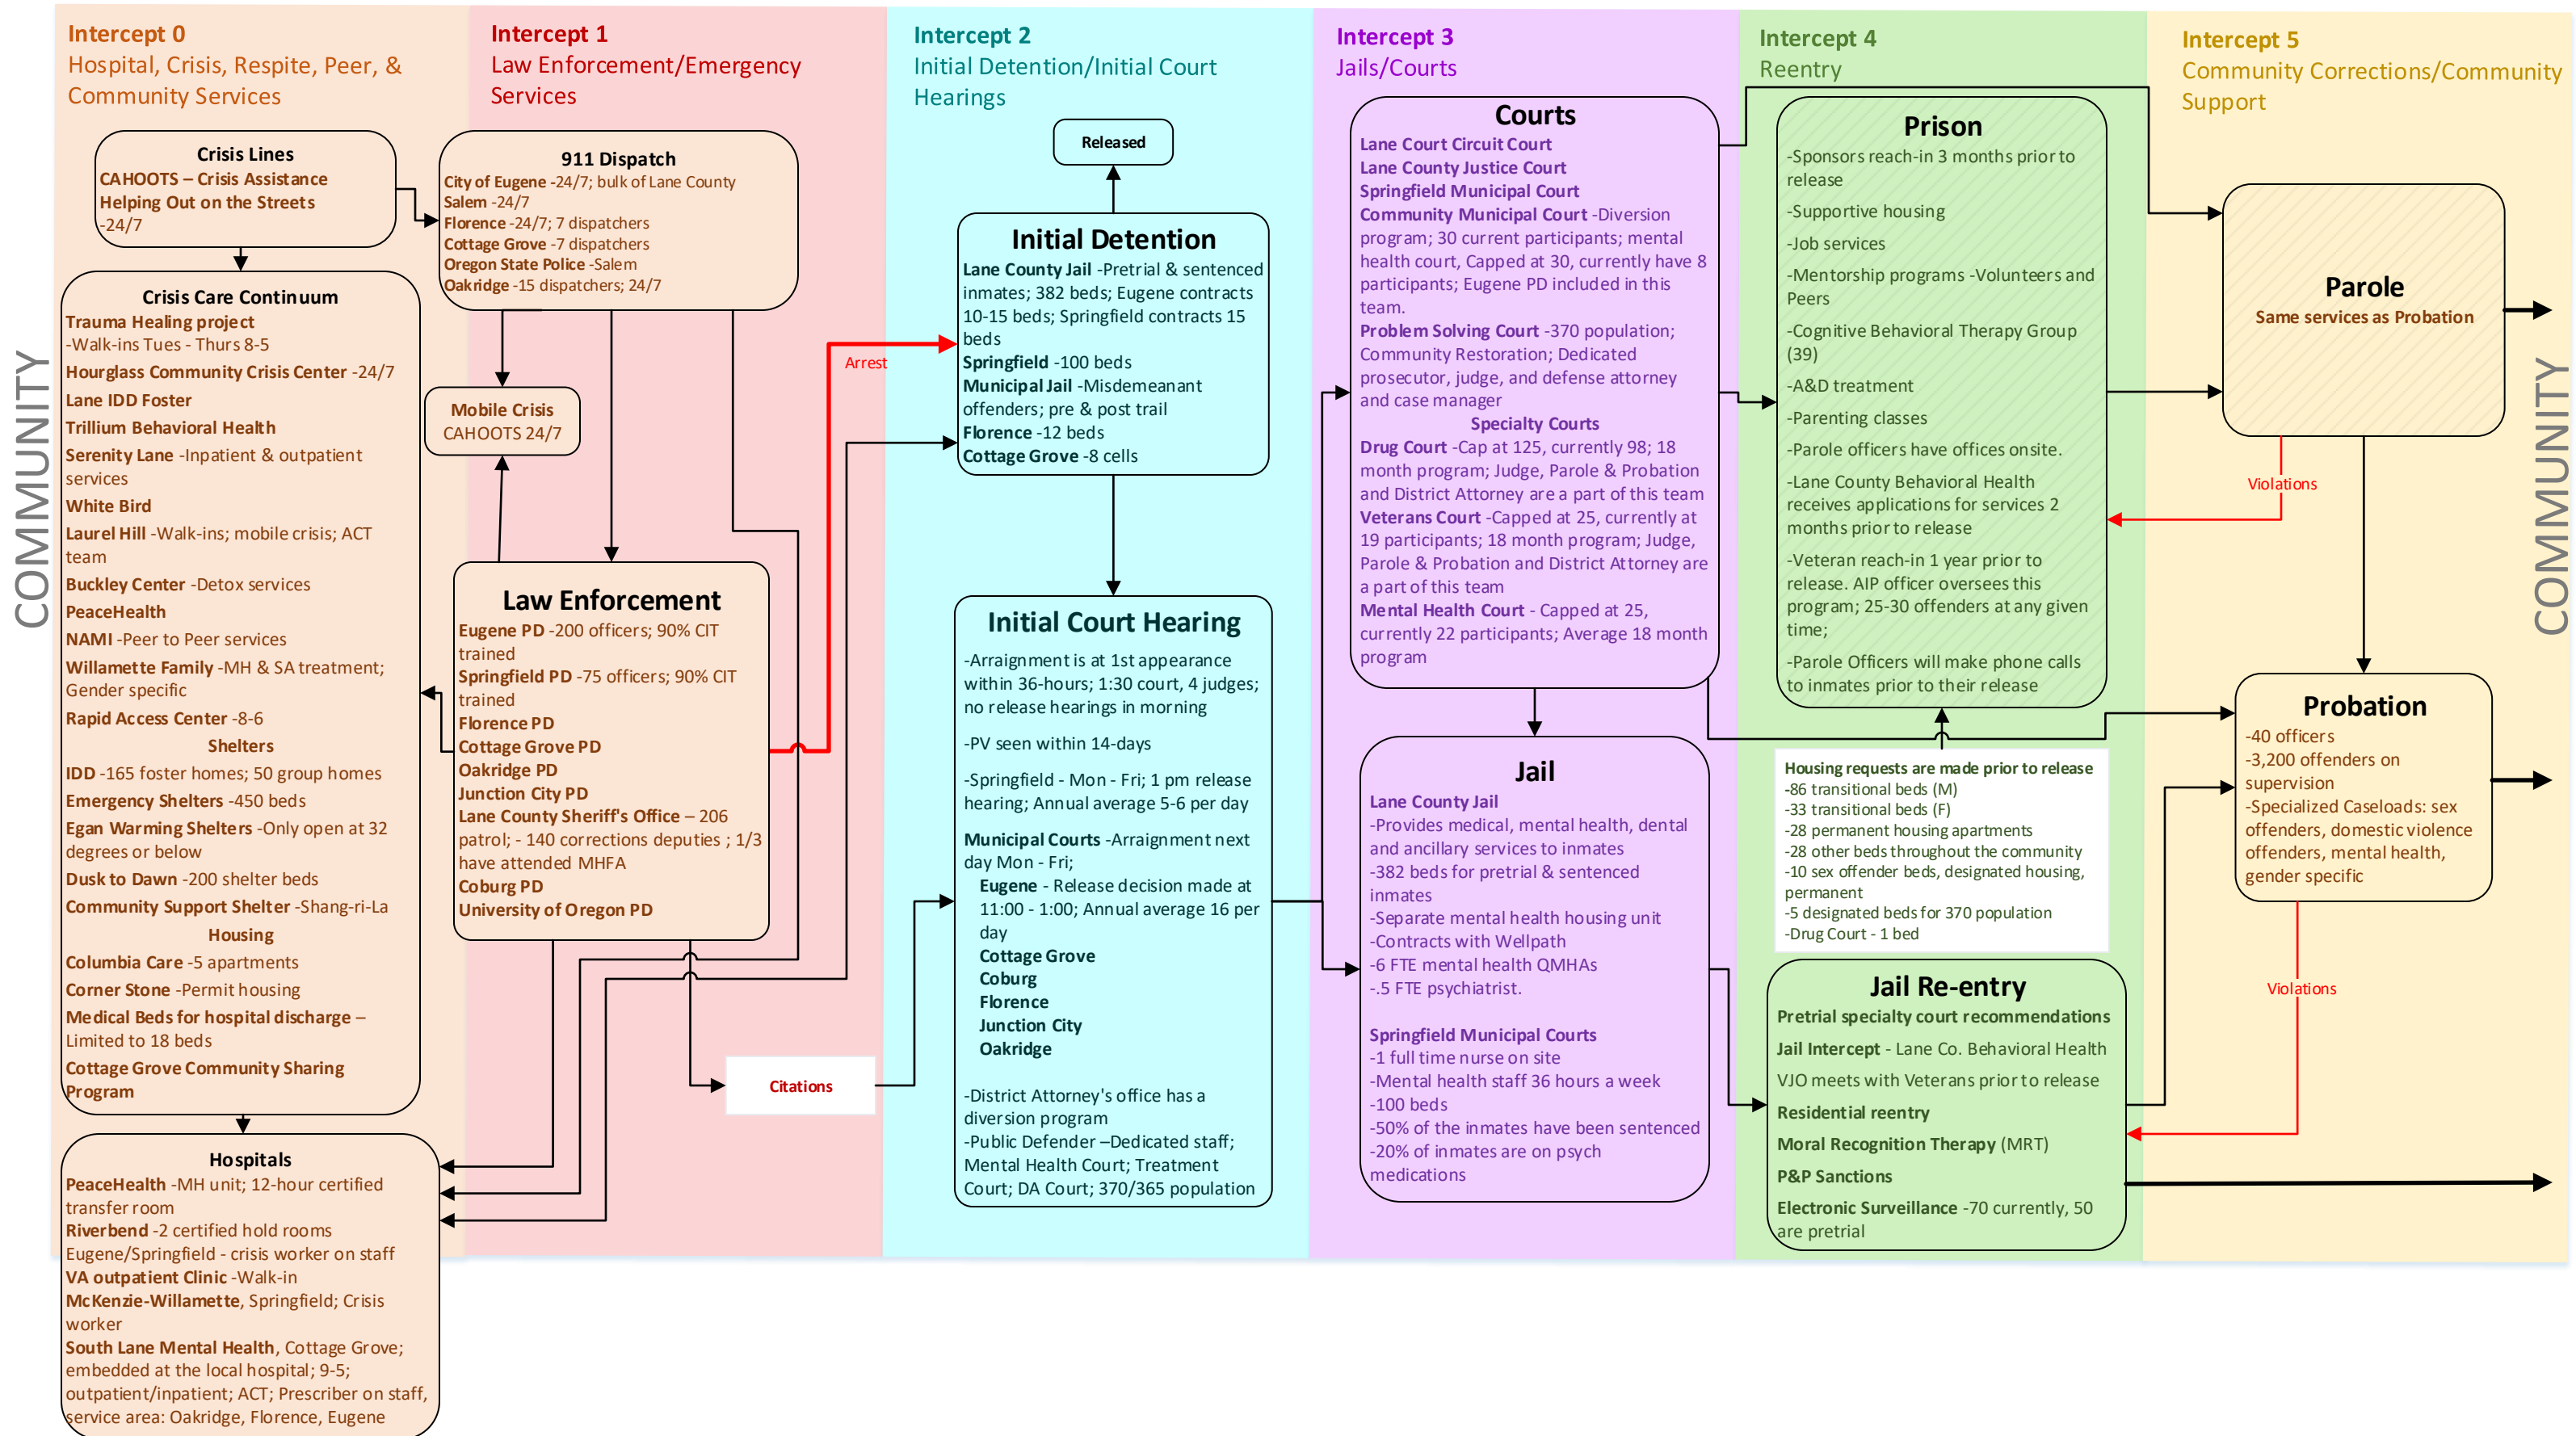 Intercept 0
Hospital, Crisis, Respite, Peer, &
Community Services
Intercept 1
Law Enforcement/Emergency
Services
Intercept 2
Initial Detention/Initial Court
Hearings
Intercept 3
Jails/Courts
Intercept 4
Reentry
Intercept 5
Community Corrections/Community
Support
COMMUNITY
Crisis Lines
CAHOOTS – Crisis Assistance
Helping Out on the Streets
-24/7
Crisis Care Continuum
Trauma Healing project
-Walk-ins Tues - Thurs 8-5
Hourglass Community Crisis Center -24/7
Lane IDD Foster
Trillium Behavioral Health
Serenity Lane -Inpatient & outpatient
services
White Bird
Laurel Hill -Walk-ins; mobile crisis; ACT
team
Buckley Center -Detox services
PeaceHealth
NAMI -Peer to Peer services
Willamette Family -MH & SA treatment;
Gender specific
Rapid Access Center -8-6
Shelters
IDD -165 foster homes; 50 group homes
Emergency Shelters -450 beds
Egan Warming Shelters -Only open at 32
degrees or below
Dusk to Dawn -200 shelter beds
Community Support Shelter -Shang-ri-La
Housing
Columbia Care -5 apartments
Corner Stone -Permit housing
Medical Beds for hospital discharge –
Limited to 18 beds
Cottage Grove Community Sharing
Program
Hospitals
PeaceHealth -MH unit; 12-hour certified
transfer room
Riverbend -2 certified hold rooms
Eugene/Springfield - crisis worker on staff
VA outpatient Clinic -Walk-in
McKenzie-Willamette, Springfield; Crisis
worker
South Lane Mental Health, Cottage Grove;
embedded at the local hospital; 9-5;
outpatient/inpatient; ACT; Prescriber on staff,
service area: Oakridge, Florence, Eugene
911 Dispatch
City of Eugene -24/7; bulk of Lane County
Salem -24/7
Florence -24/7; 7 dispatchers
Cottage Grove -7 dispatchers
Oregon State Police -Salem
Oakridge -15 dispatchers; 24/7
Mobile Crisis
CAHOOTS 24/7
Law Enforcement
Eugene PD -200 officers; 90% CIT
trained
Springfield PD -75 officers; 90% CIT
trained
Florence PD
Cottage Grove PD
Oakridge PD
Junction City PD
Lane County Sheriff's Office – 206
patrol; - 140 corrections deputies ; 1/3
have attended MHFA
Coburg PD
University of Oregon PD
Arrest
Citations
Released
Initial Detention
Lane County Jail -Pretrial & sentenced
inmates; 382 beds; Eugene contracts
10-15 beds; Springfield contracts 15
beds
Springfield -100 beds
Municipal Jail -Misdemeanant
offenders; pre & post trail
Florence -12 beds
Cottage Grove -8 cells
Initial Court Hearing
-Arraignment is at 1st appearance
within 36-hours; 1:30 court, 4 judges;
no release hearings in morning
-PV seen within 14-days
-Springfield - Mon - Fri; 1 pm release
hearing; Annual average 5-6 per day
Municipal Courts -Arraignment next
day Mon - Fri;
Eugene - Release decision made at
11:00 - 1:00; Annual average 16 per
day
Cottage Grove
Coburg
Florence
Junction City
Oakridge
-District Attorney's office has a
diversion program
-Public Defender –Dedicated staff;
Mental Health Court; Treatment
Court; DA Court; 370/365 population
Courts
Lane Court Circuit Court
Lane County Justice Court
Springfield Municipal Court
Community Municipal Court -Diversion
program; 30 current participants; mental
health court, Capped at 30, currently have 8
participants; Eugene PD included in this
team.
Problem Solving Court -370 population;
Community Restoration; Dedicated
prosecutor, judge, and defense attorney
and case manager
Specialty Courts
Drug Court -Cap at 125, currently 98; 18
month program; Judge, Parole & Probation
and District Attorney are a part of this team
Veterans Court -Capped at 25, currently at
19 participants; 18 month program; Judge,
Parole & Probation and District Attorney are
a part of this team
Mental Health Court - Capped at 25,
currently 22 participants; Average 18 month
program
Jail
Lane County Jail
-Provides medical, mental health, dental
and ancillary services to inmates
-382 beds for pretrial & sentenced
inmates
-Separate mental health housing unit
-Contracts with Wellpath
-6 FTE mental health QMHAs
-.5 FTE psychiatrist.
Springfield Municipal Courts
-1 full time nurse on site
-Mental health staff 36 hours a week
-100 beds
-50% of the inmates have been sentenced
-20% of inmates are on psych
medications
Prison
-Sponsors reach-in 3 months prior to
release
-Supportive housing
-Job services
-Mentorship programs -Volunteers and
Peers
-Cognitive Behavioral Therapy Group
(39)
-A&D treatment
-Parenting classes
-Parole officers have offices onsite.
-Lane County Behavioral Health
receives applications for services 2
months prior to release
-Veteran reach-in 1 year prior to
release. AIP officer oversees this
program; 25-30 offenders at any given
time;
-Parole Officers will make phone calls
to inmates prior to their release
Housing requests are made prior to release
-86 transitional beds (M)
-33 transitional beds (F)
-28 permanent housing apartments
-28 other beds throughout the community
-10 sex offender beds, designated housing,
permanent
-5 designated beds for 370 population
-Drug Court - 1 bed
Jail Re-entry
Pretrial specialty court recommendations
Jail Intercept - Lane Co. Behavioral Health
VJO meets with Veterans prior to release
Residential reentry
Moral Recognition Therapy (MRT)
P&P Sanctions
Electronic Surveillance -70 currently, 50
are pretrial
Parole
Same services as Probation
Violations
Probation
-40 officers
-3,200 offenders on
supervision
-Specialized Caseloads: sex
offenders, domestic violence
offenders, mental health,
gender specific
Violations
COMMUNITY